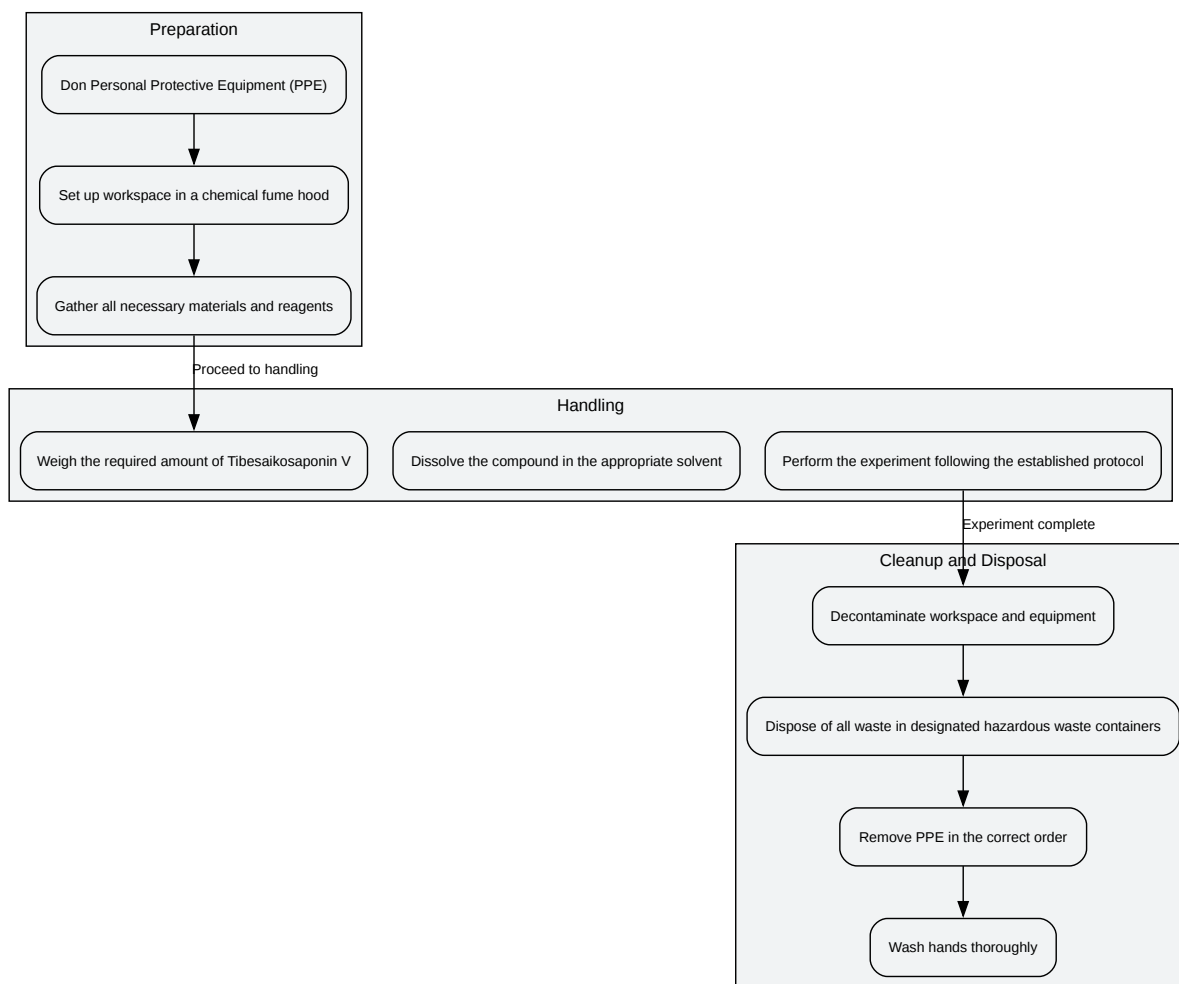 Preparation
Don Personal Protective Equipment (PPE)
Set up workspace in a chemical fume hood
Gather all necessary materials and reagents
Proceed to handling
Handling
Weigh the required amount of Tibesaikosaponin V
Dissolve the compound in the appropriate solvent
Perform the experiment following the established protocol
Experiment complete
Cleanup and Disposal
Decontaminate workspace and equipment
Dispose of all waste in designated hazardous waste containers
Remove PPE in the correct order
Wash hands thoroughly